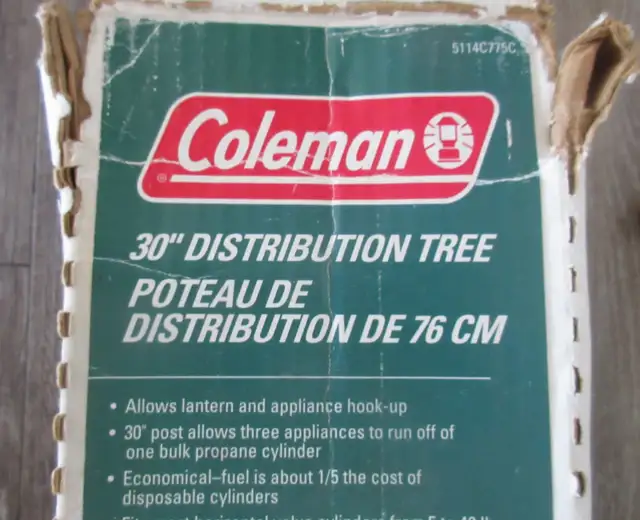 5114C775C
Coleman
®
30" DISTRIBUTION TREE
POTEAU DE
DISTRIBUTION DE 76 CM
• Allows lantern and appliance hook-up
• 30" post allows three appliances to run off of
one bulk propane cylinder
• Economical–fuel is about 1/5 the cost of
disposable cylinders